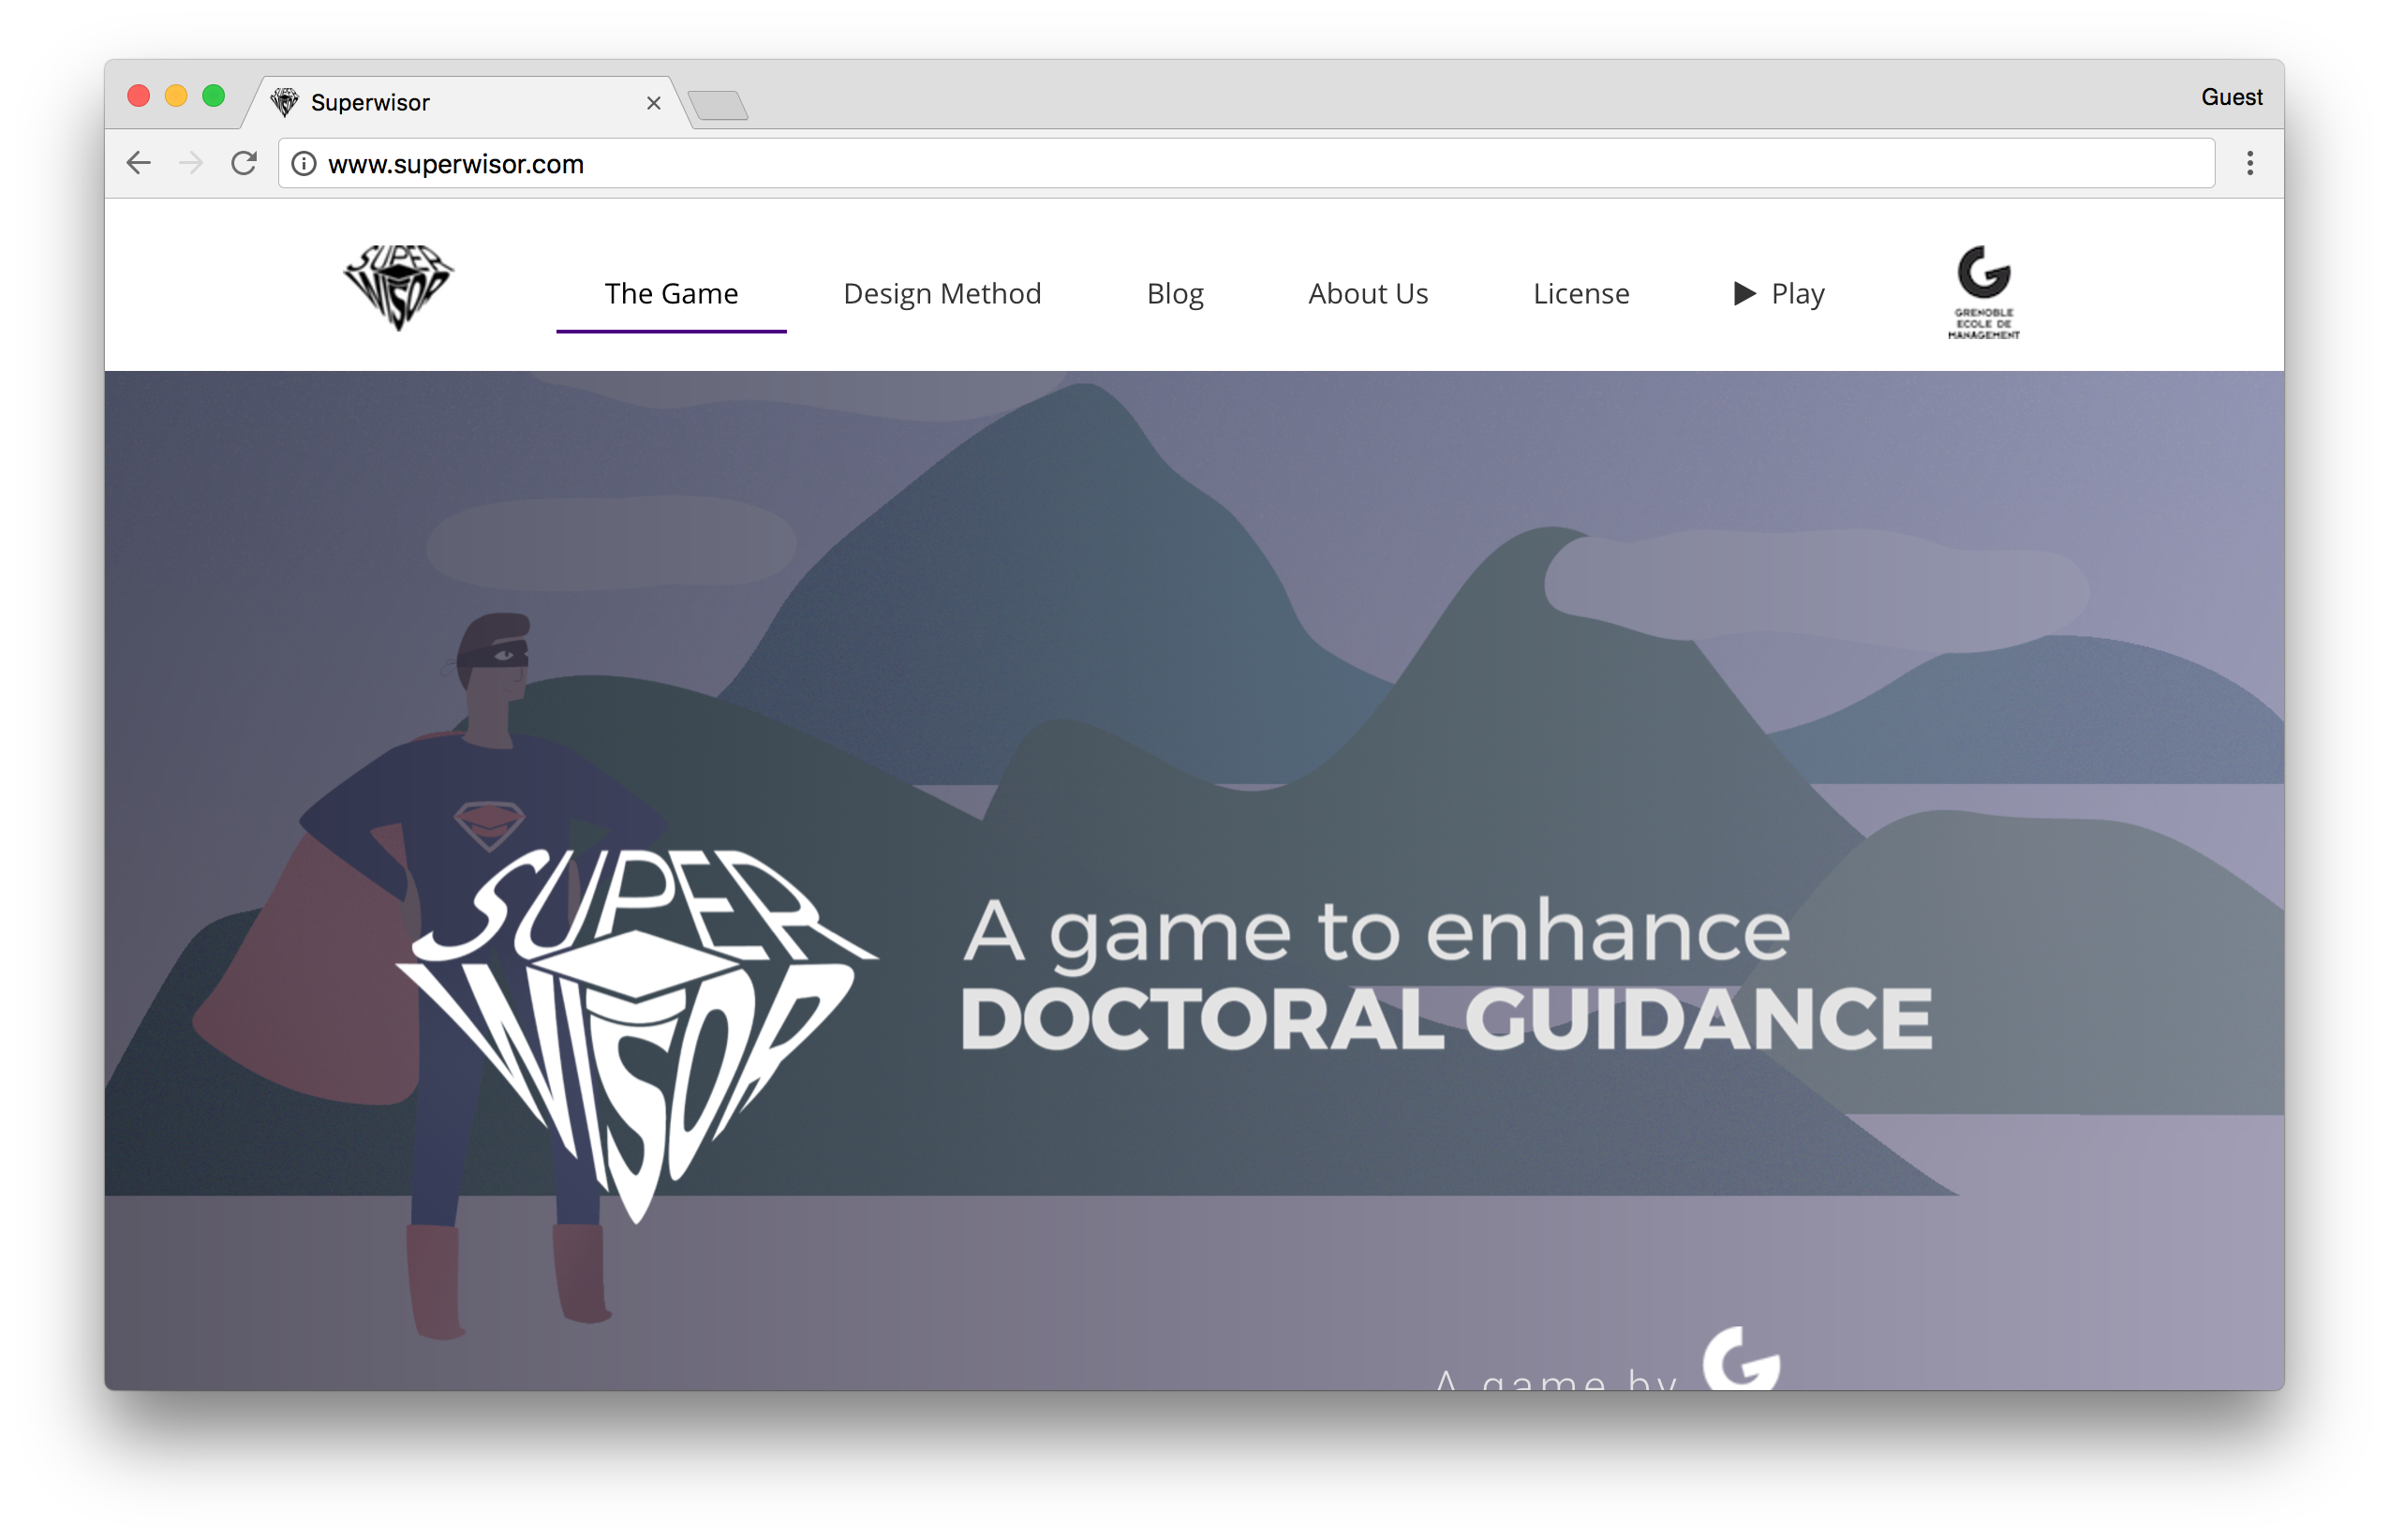 Superwisor
Guest
www.superwisor.com
SUPER
WISOR
The Game
Design Method
Blog
About Us
License
Play
GRENOBLE
ECOLE DE
MANAGEMENT
SUPER
WISOR
A game to enhance
DOCTORAL GUIDANCE
A game by